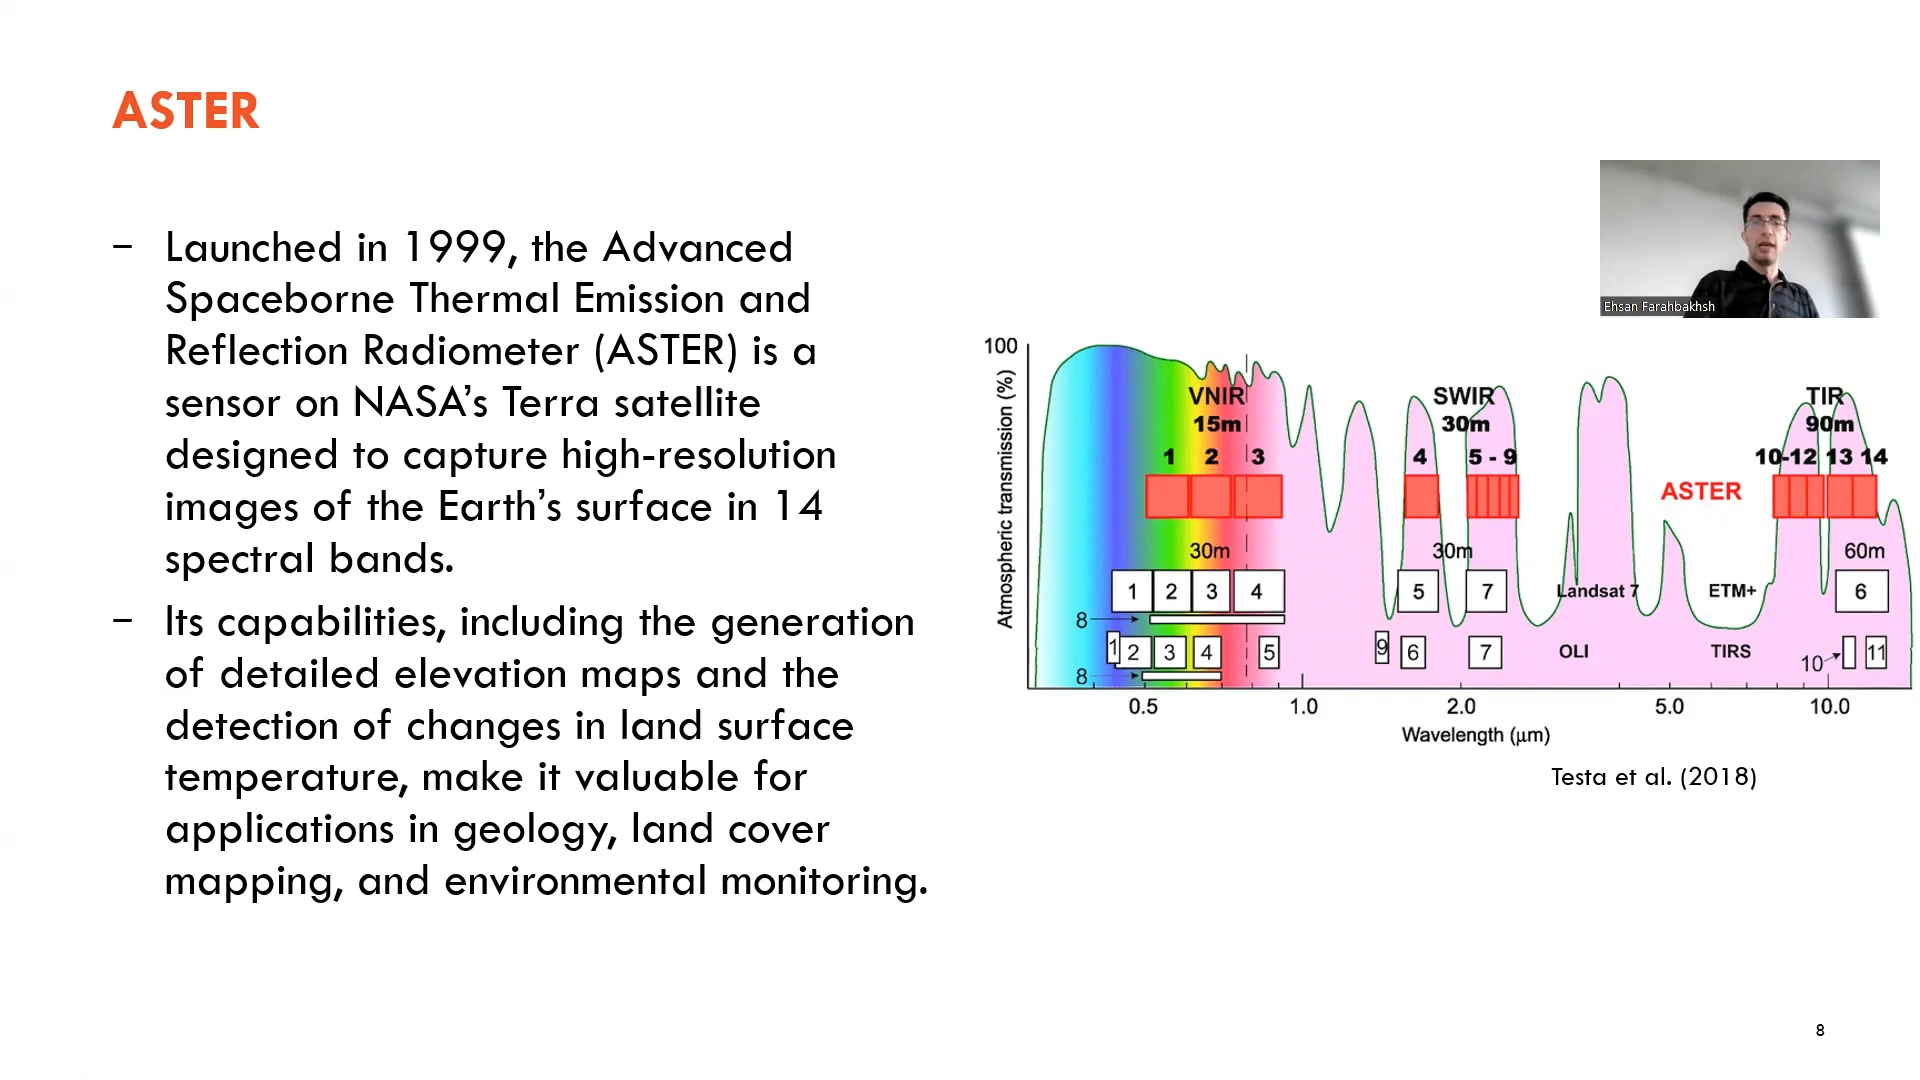 ASTER
– Launched in 1999, the Advanced
Spaceborne Thermal Emission and
Reflection Radiometer (ASTER) is a
sensor on NASA’s Terra satellite
designed to capture high-resolution
images of the Earth’s surface in 14
spectral bands.
– Its capabilities, including the generation
of detailed elevation maps and the
detection of changes in land surface
temperature, make it valuable for
applications in geology, land cover
mapping, and environmental monitoring.
Ehsan Farahbakhsh
100
Atmospheric transmission (%)
VNIR SWIR TIR
15m 30m 90m
1 2 3 4 5 - 9 10-12 13 14
ASTER
30m 30m 60m
1 2 3 4 5 7 Landsat 7 ETM+ 6
8
1 2 3 4 5 9 6 7 OLI TIRS 10 11
8
0.5 1.0 2.0 5.0 10.0
Wavelength (μm)
Testa et al. (2018)
8